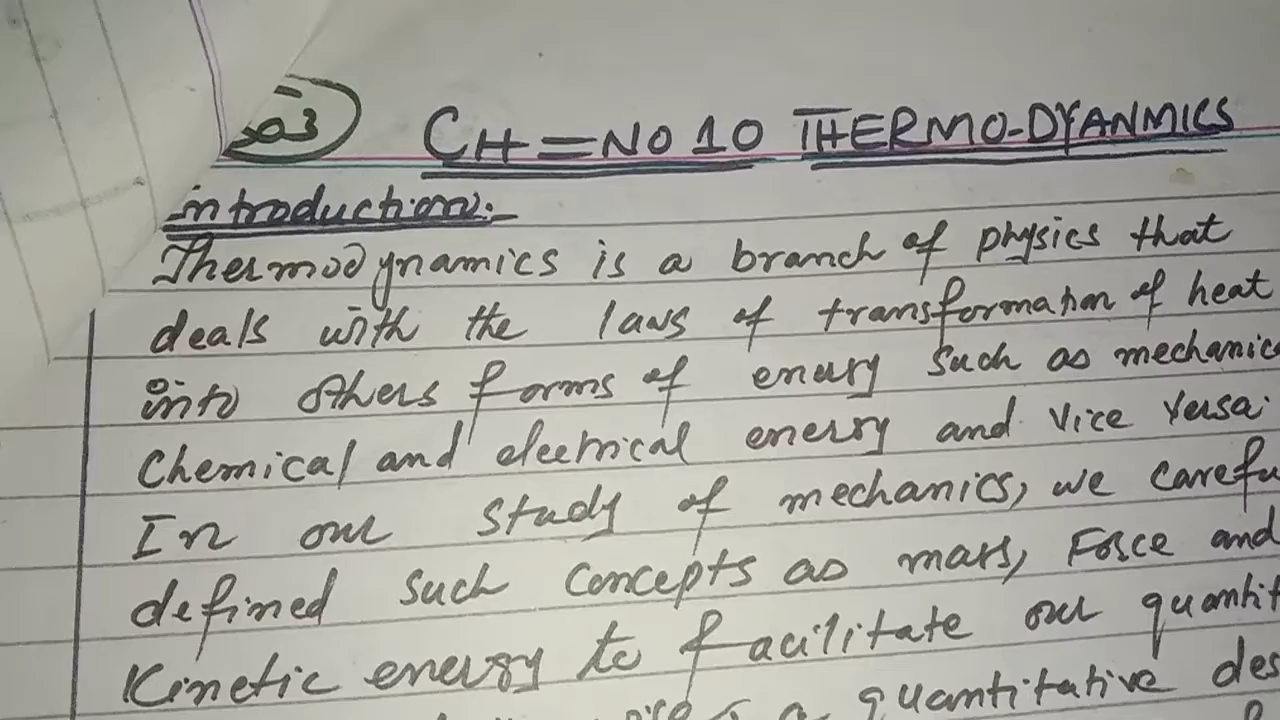 CH=NO 10 THERMO-DYANMICS
introduction:
Thermodynamics is a branch of physics that
deals with the laws of transformation of heat
into others forms of enery such as mechanic
Chemical and electrical energy and Vice Versa.
In our study of mechanics, we carefu
defined such concepts as mass, Force and
Kinetic energy to facilitate our quantit
a quantitative des